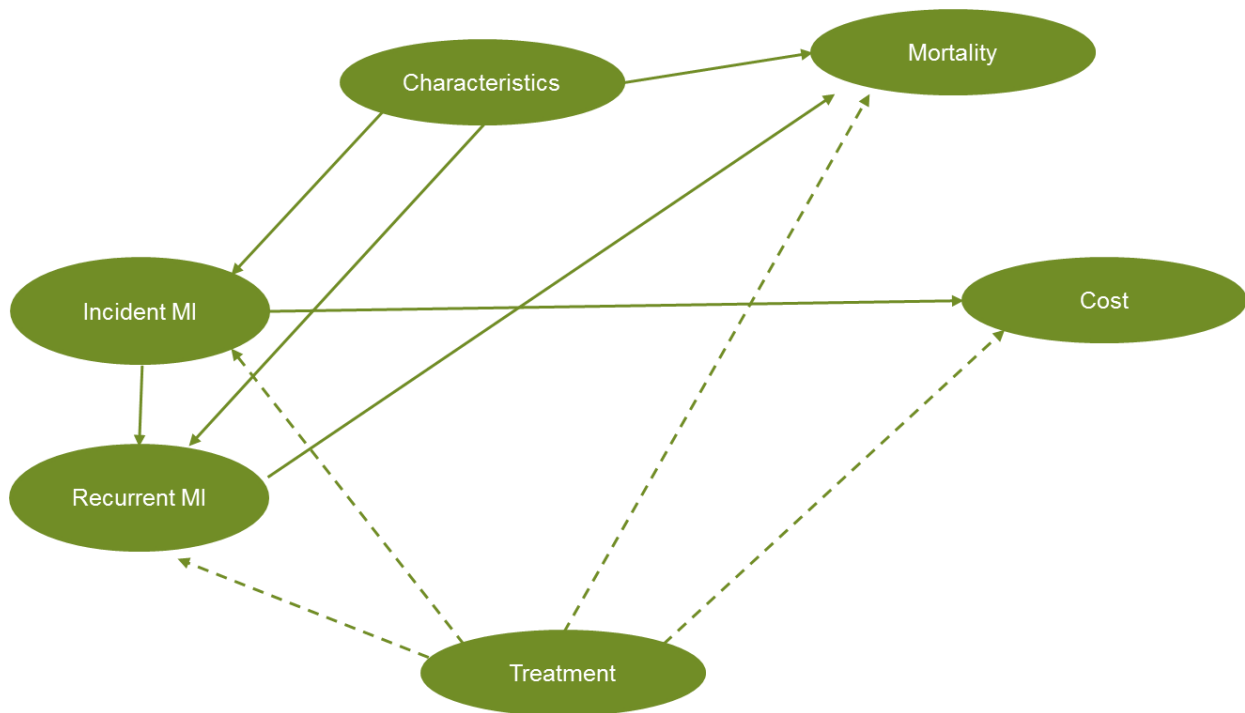 Mortality
Characteristics
Cost
Incident MI
Recurrent MI
Treatment